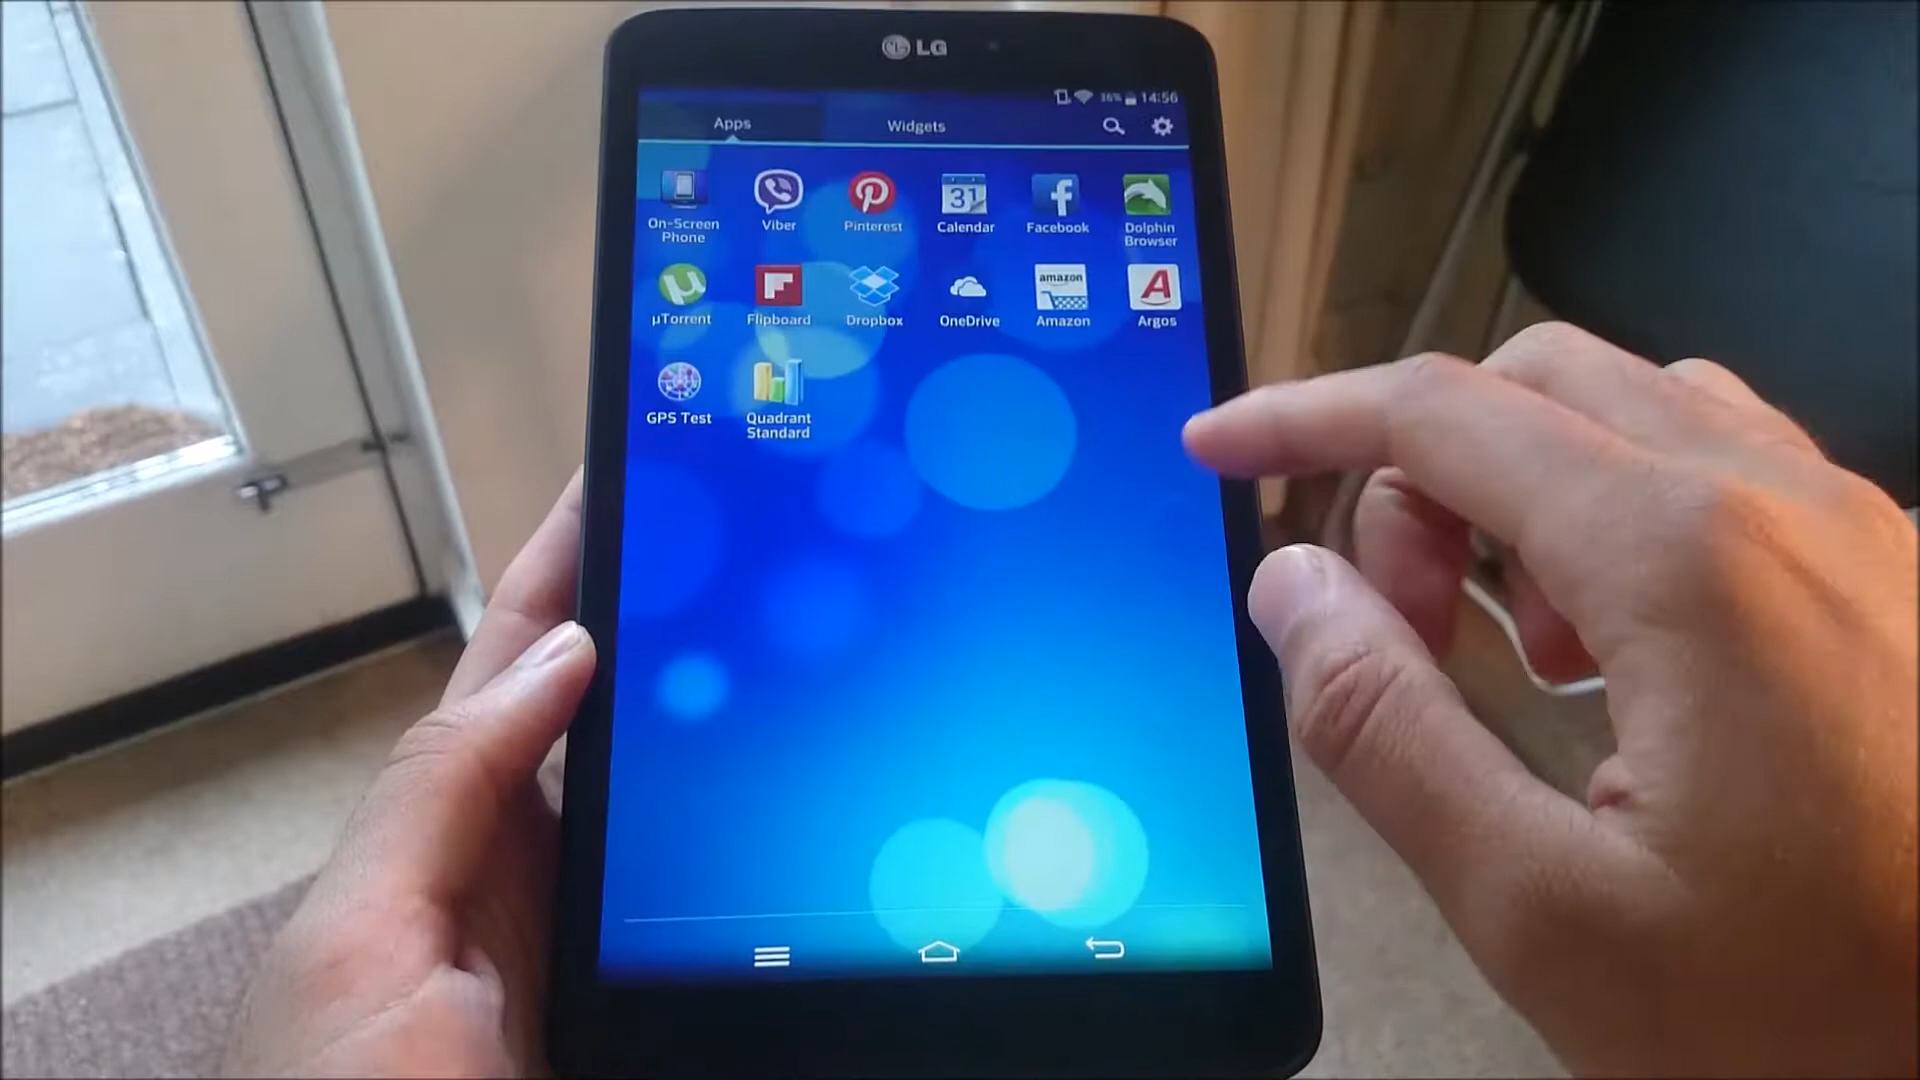 LG
36% 14:56
Apps Widgets
On-Screen Phone
Viber
Pinterest
31
Calendar
Facebook
Dolphin Browser
µTorrent
Flipboard
Dropbox
OneDrive
amazon
Amazon
Argos
GPS Test
Quadrant Standard